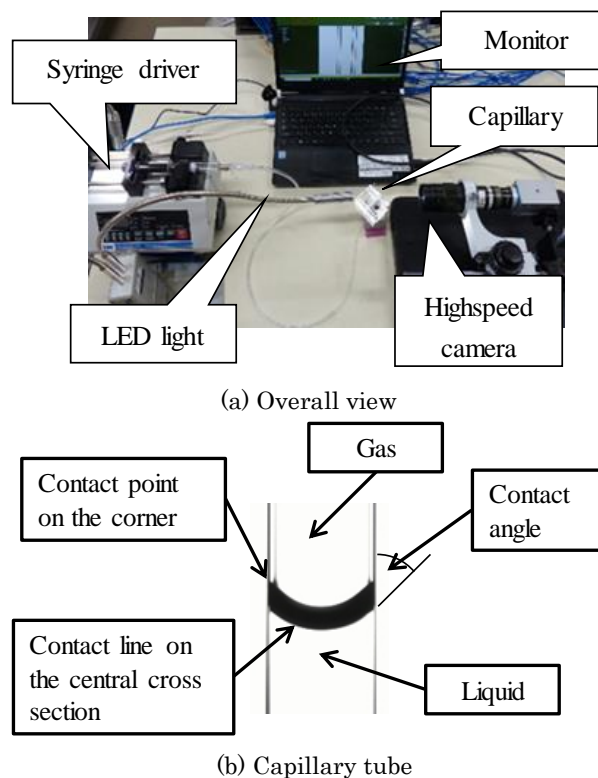 Monitor
Syringe driver
Capillary
LED light
Highspeed
camera
(a) Overall view
Gas
Contact point
on the corner
Contact
angle
Contact line on
the central cross
section
Liquid
(b) Capillary tube